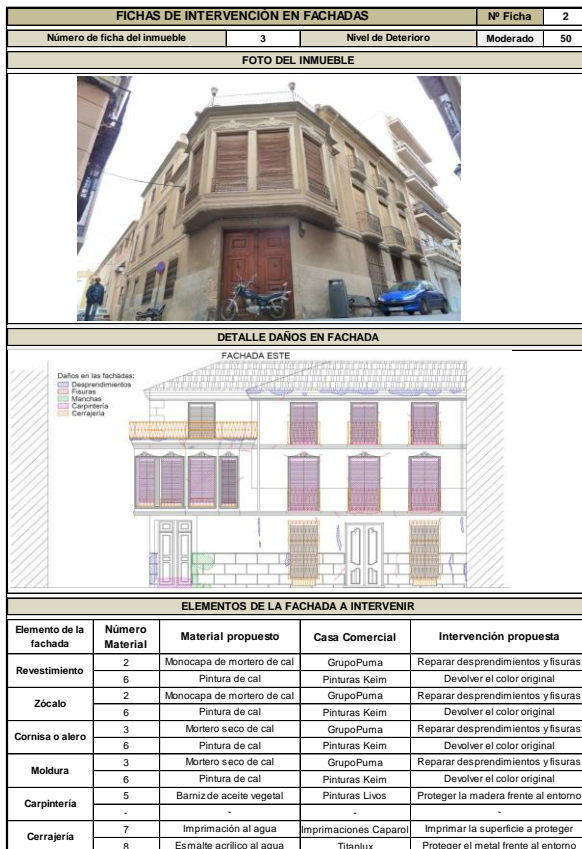 FICHAS DE INTERVENCIÓN EN FACHADAS Nº Ficha 2
Número de ficha del inmueble 3 Nivel de Deterioro Moderado 50
FOTO DEL INMUEBLE
DETALLE DAÑOS EN FACHADA
FACHADA ESTE
Daños en las fachadas:
Desprendimientos
Fisuras
Manchas
Carpintería
Cerrajería
ELEMENTOS DE LA FACHADA A INTERVENIR
Elemento de la fachada Número Material Material propuesto Casa Comercial Intervención propuesta
Revestimiento 2 Monocapa de mortero de cal GrupoPuma Reparar desprendimientos y fisuras
6 Pintura de cal Pinturas Keim Devolver el color original
Zócalo 2 Monocapa de mortero de cal GrupoPuma Reparar desprendimientos y fisuras
6 Pintura de cal Pinturas Keim Devolver el color original
Cornisa o alero 3 Mortero seco de cal GrupoPuma Reparar desprendimientos y fisuras
6 Pintura de cal Pinturas Keim Devolver el color original
Moldura 3 Mortero seco de cal GrupoPuma Reparar desprendimientos y fisuras
6 Pintura de cal Pinturas Keim Devolver el color original
Carpintería 5 Barniz de aceite vegetal Pinturas Livos Proteger la madera frente al entorno
- - - -
Cerrajería 7 Imprimación al agua Imprimaciones Caparol Imprimar la superficie a proteger
8 Esmalte acrílico al agua Titanlux Proteger el metal frente al entorno